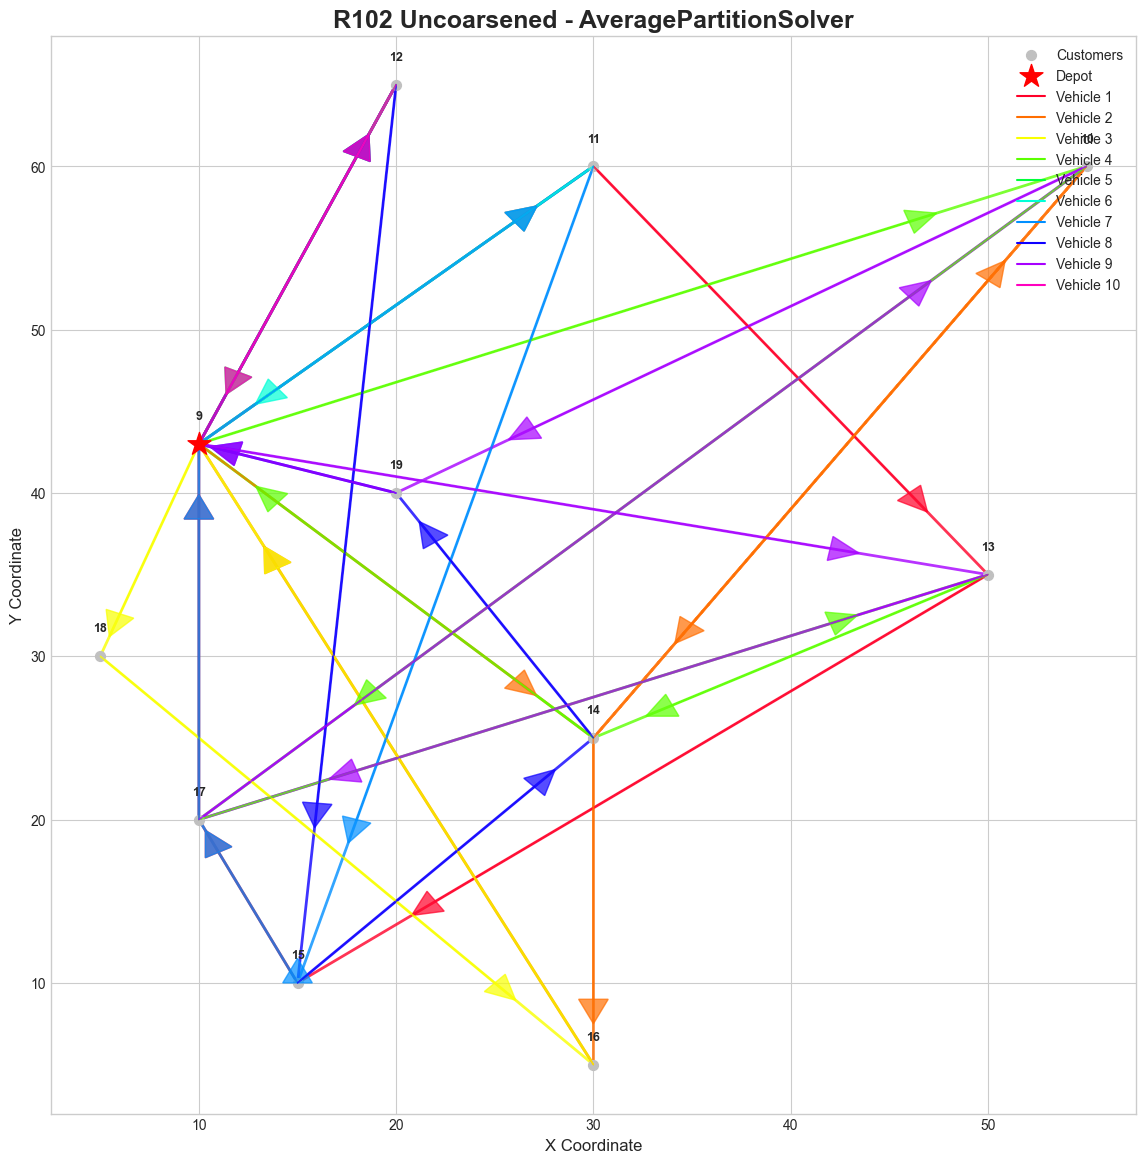 R102 Uncoarsened - AveragePartitionSolver
Customers
Depot
Vehicle 1
Vehicle 2
Vehicle 3
Vehicle 4
Vehicle 5
Vehicle 6
Vehicle 7
Vehicle 8
Vehicle 9
Vehicle 10
12
11
10
9
19
13
18
14
17
15
16
60
50
40
30
20
10
Y Coordinate
10
20
30
40
50
X Coordinate